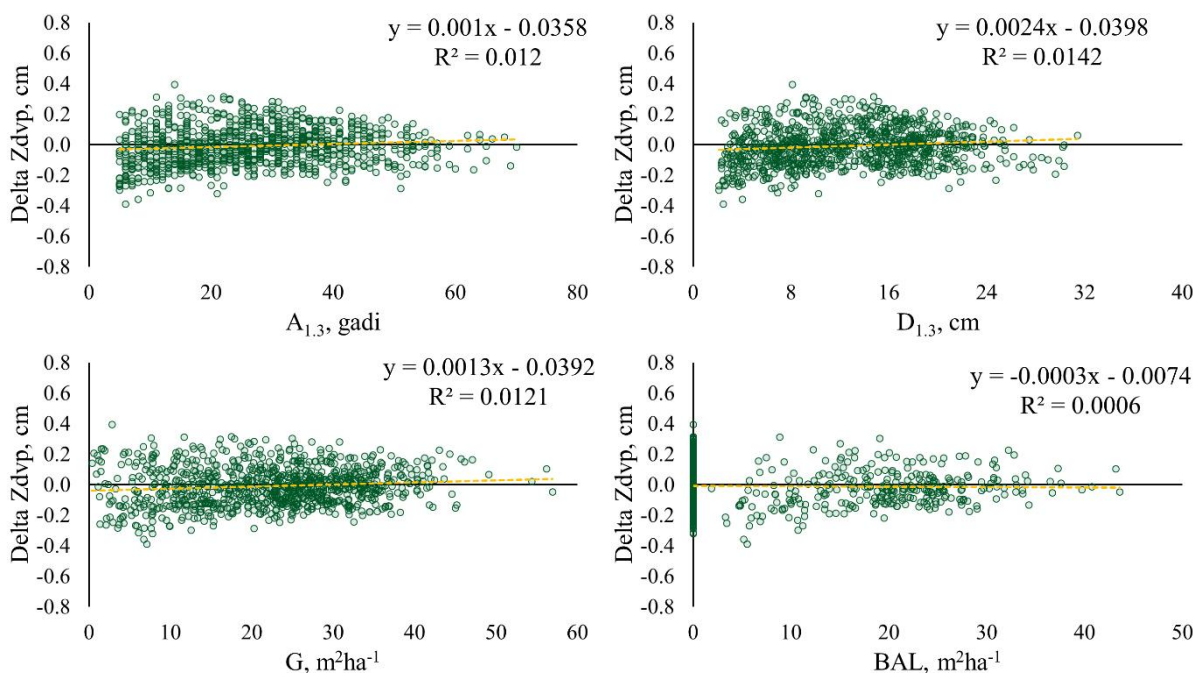 y = 0.001x - 0.0358
R² = 0.012
0.8
0.6
0.4
0.2
0.0
-0.2
-0.4
-0.6
-0.8
Delta Zdvp, cm
0 20 40 60 80
A1.3, gadi
y = 0.0024x - 0.0398
R² = 0.0142
0.8
0.6
0.4
0.2
0.0
-0.2
-0.4
-0.6
-0.8
Delta Zdvp, cm
0 8 16 24 32 40
D1.3, cm
y = 0.0013x - 0.0392
R² = 0.0121
0.8
0.6
0.4
0.2
0.0
-0.2
-0.4
-0.6
-0.8
Delta Zdvp, cm
0 10 20 30 40 50 60
G, m²ha⁻¹
y = -0.0003x - 0.0074
R² = 0.0006
0.8
0.6
0.4
0.2
0.0
-0.2
-0.4
-0.6
-0.8
Delta Zdvp, cm
0 10 20 30 40 50
BAL, m²ha⁻¹